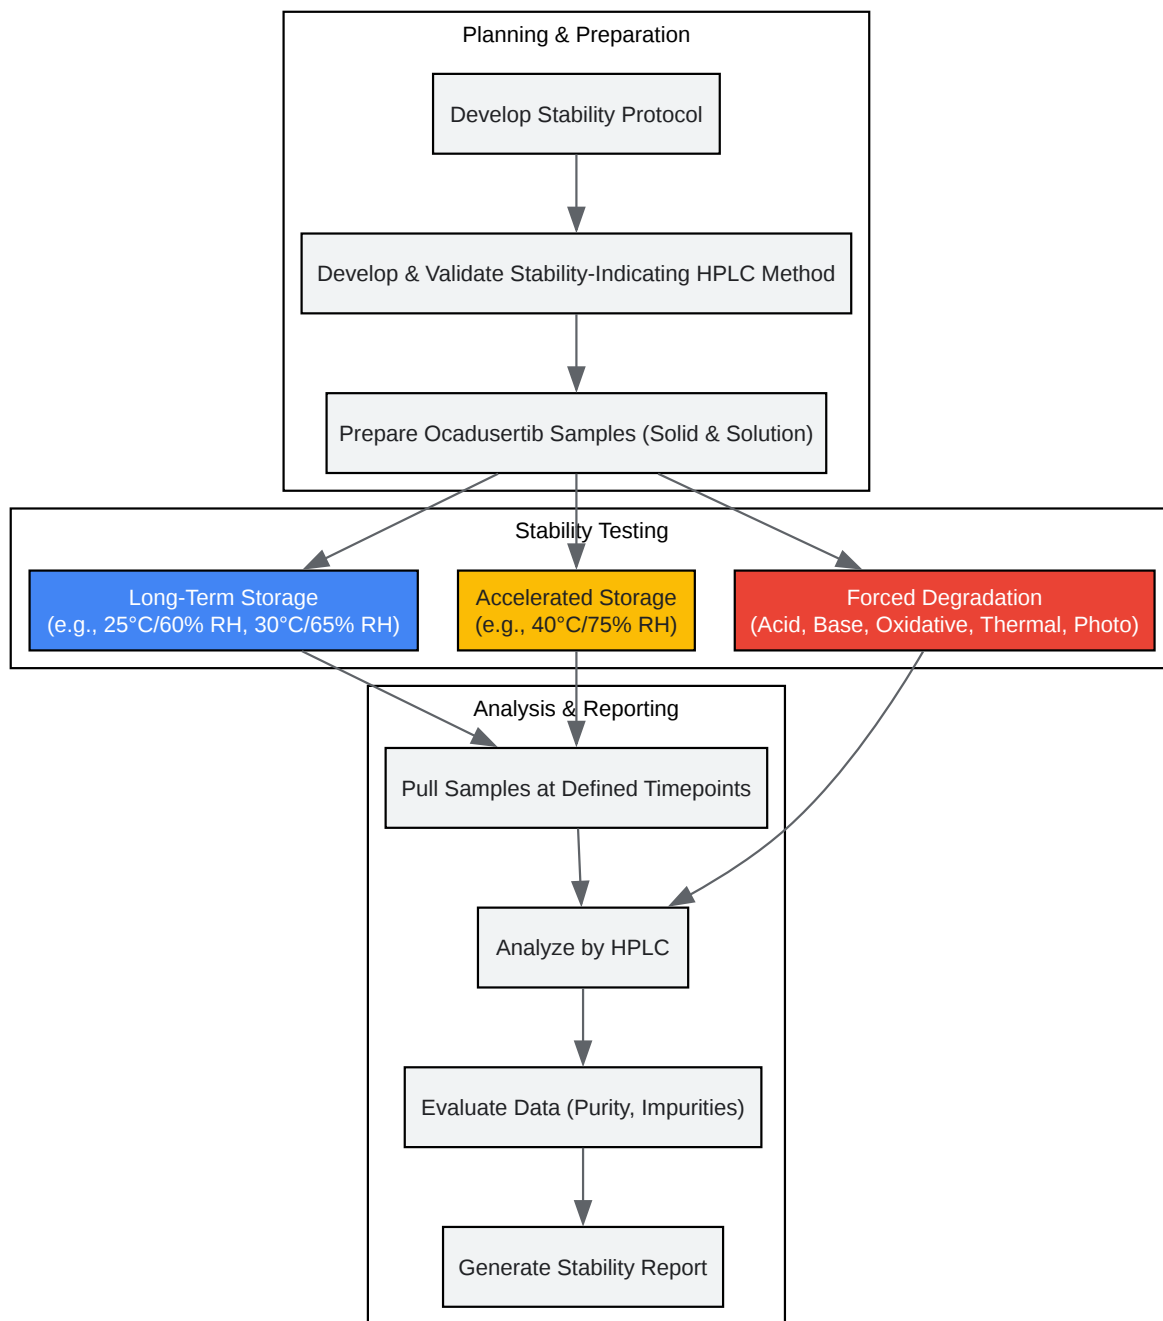 Planning & Preparation
Develop Stability Protocol
Develop & Validate Stability-Indicating HPLC Method
Prepare Ocadusertib Samples (Solid & Solution)
Stability Testing
Long-Term Storage
(e.g., 25°C/60% RH, 30°C/65% RH)
Accelerated Storage
(e.g., 40°C/75% RH)
Forced Degradation
(Acid, Base, Oxidative, Thermal, Photo)
Analysis & Reporting
Pull Samples at Defined Timepoints
Analyze by HPLC
Evaluate Data (Purity, Impurities)
Generate Stability Report